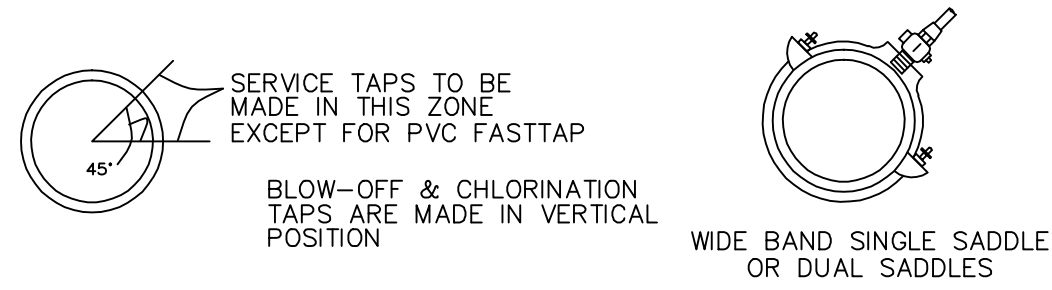 SERVICE TAPS TO BE
MADE IN THIS ZONE
EXCEPT FOR PVC FASTTAP
45°
BLOW-OFF & CHLORINATION
TAPS ARE MADE IN VERTICAL
POSITION
WIDE BAND SINGLE SADDLE
OR DUAL SADDLES